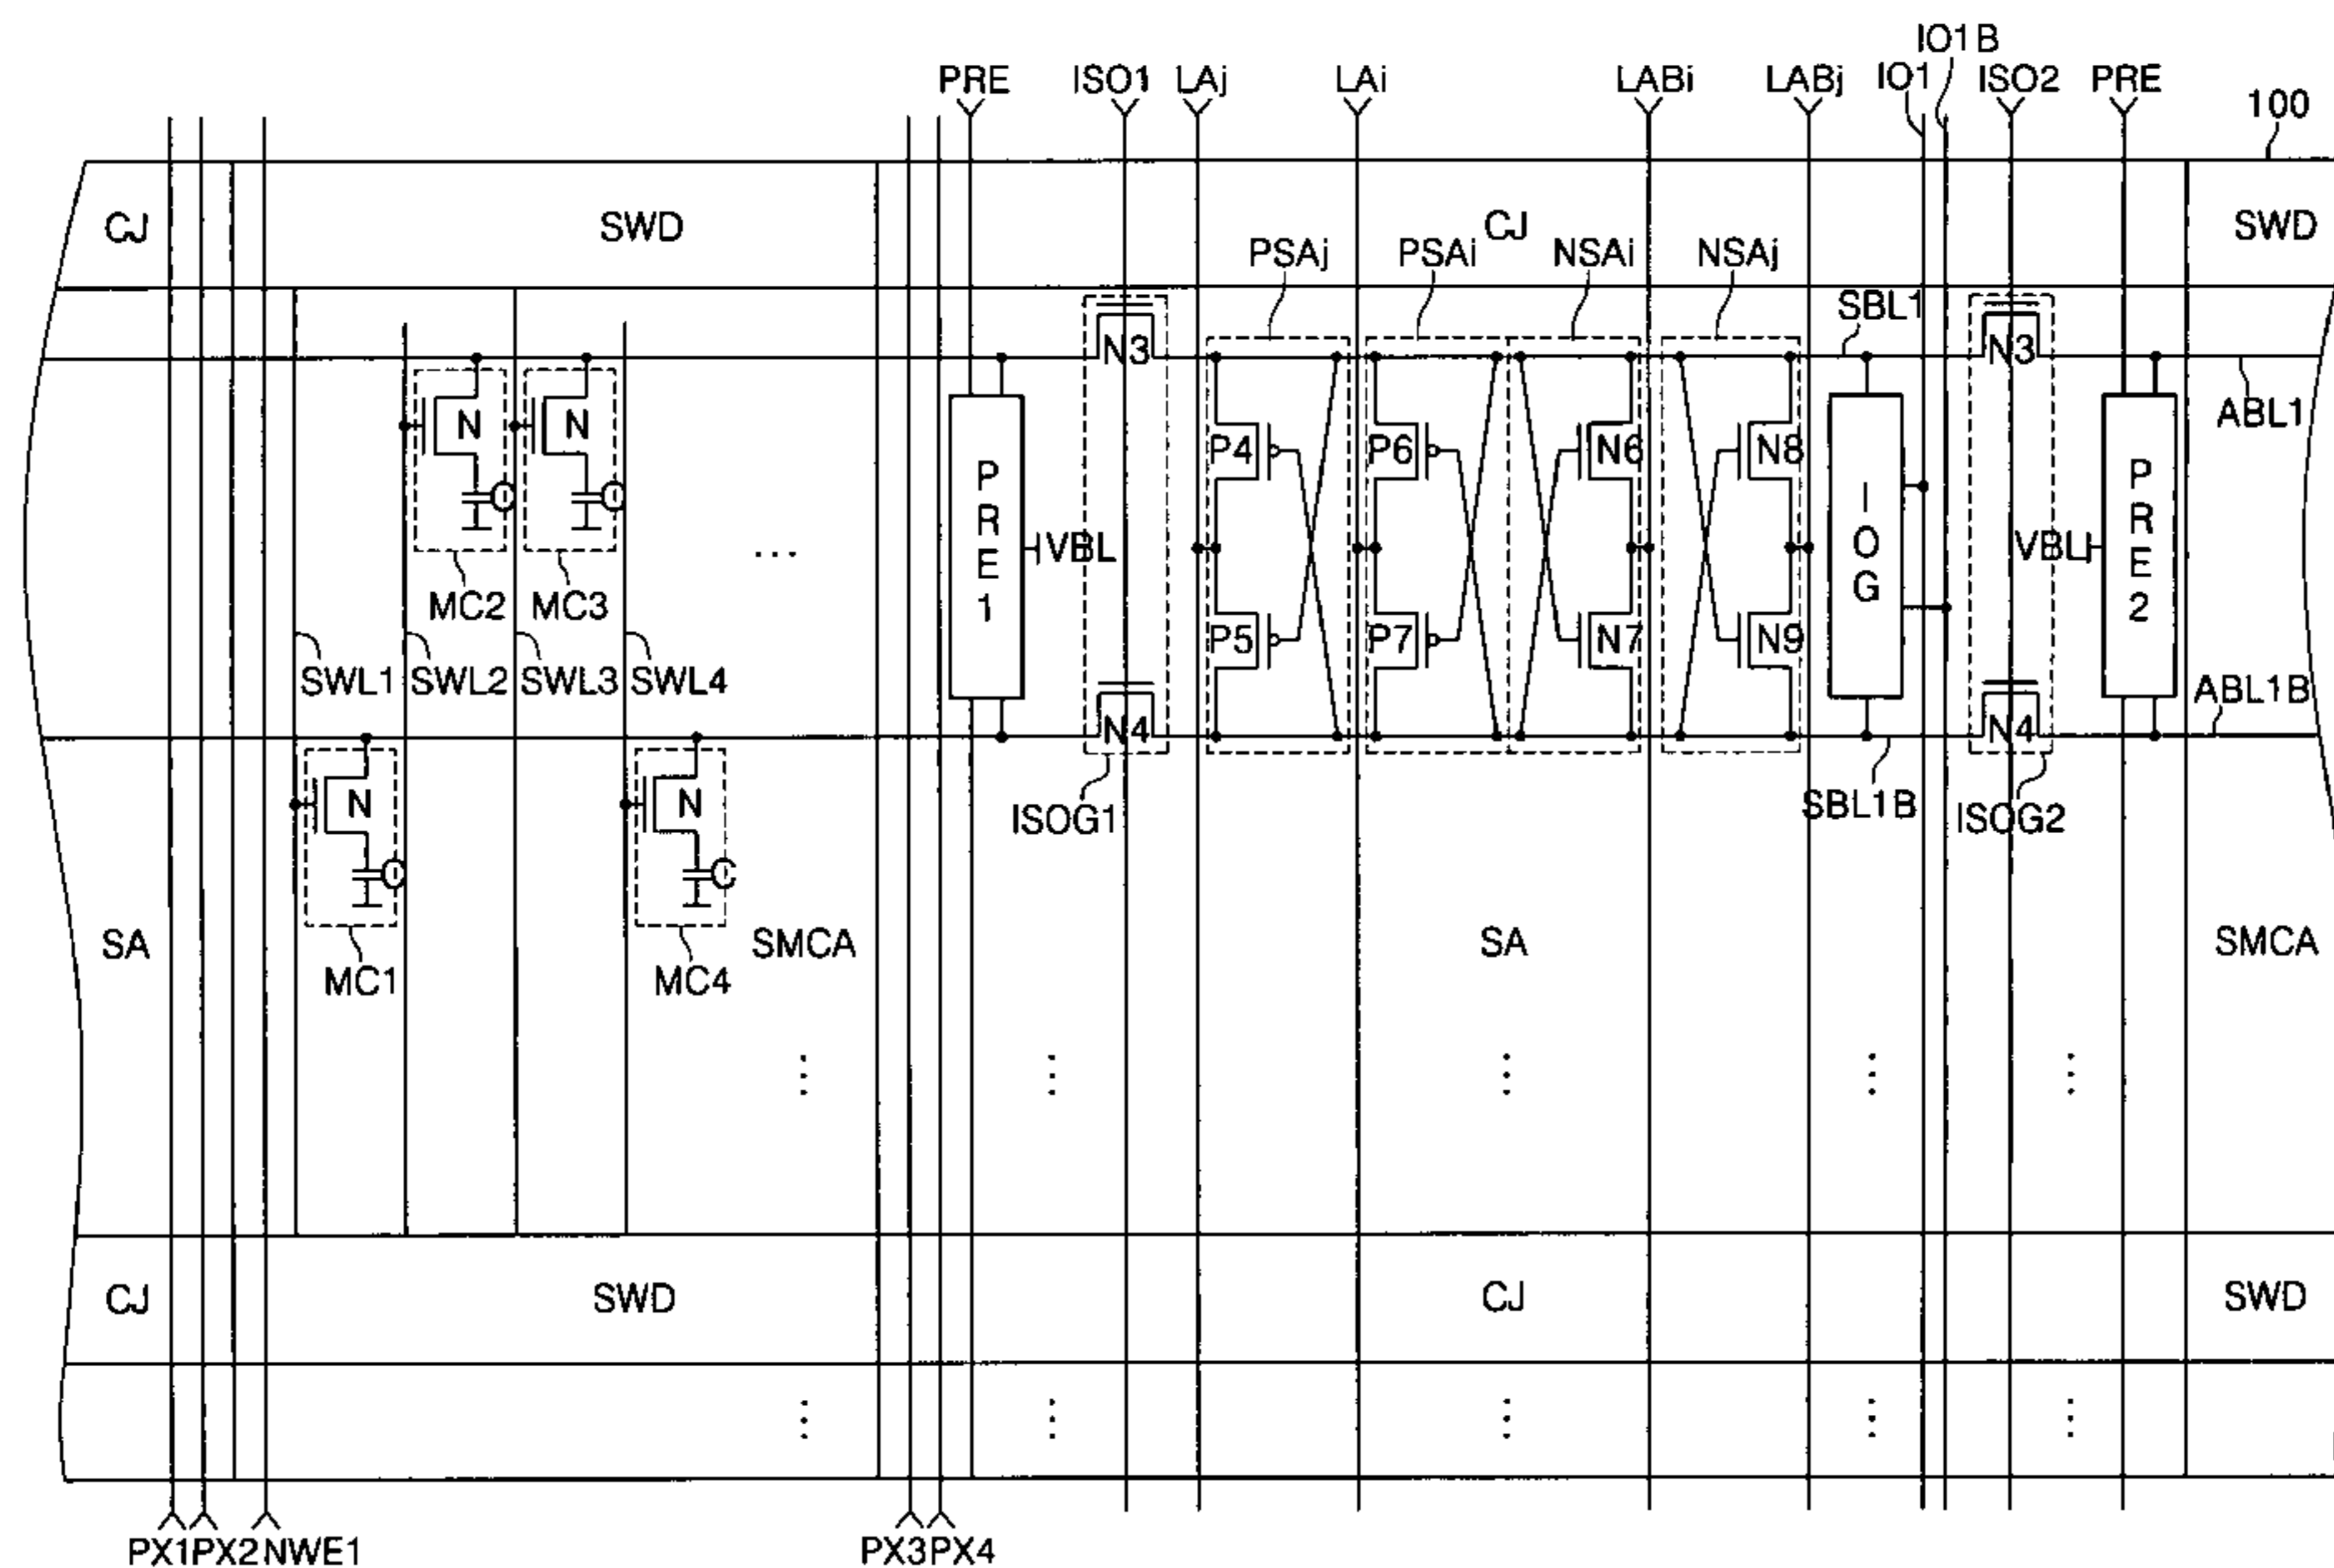 IO1B
PRE ISO1 LAj LAi LABi LABj IO1 ISO2 PRE
100
CJ SWD CJ SWD
PSAj PSAi NSAi NSAj
SBL1
N3 N3
ABL1
N N P4 P6 N6 N8
C C
PRE1 VBL IOG VBL PRE2
MC2 MC3
P5 P7 N7 N9
SWL1 SWL2 SWL3 SWL4 ABL1B
N4 N4
N N ISOG1 SBL1B ISOG2
C C
SA SMCA SA SMCA
MC1 MC4
...
CJ SWD CJ SWD
PX1 PX2 NWE1 PX3 PX4